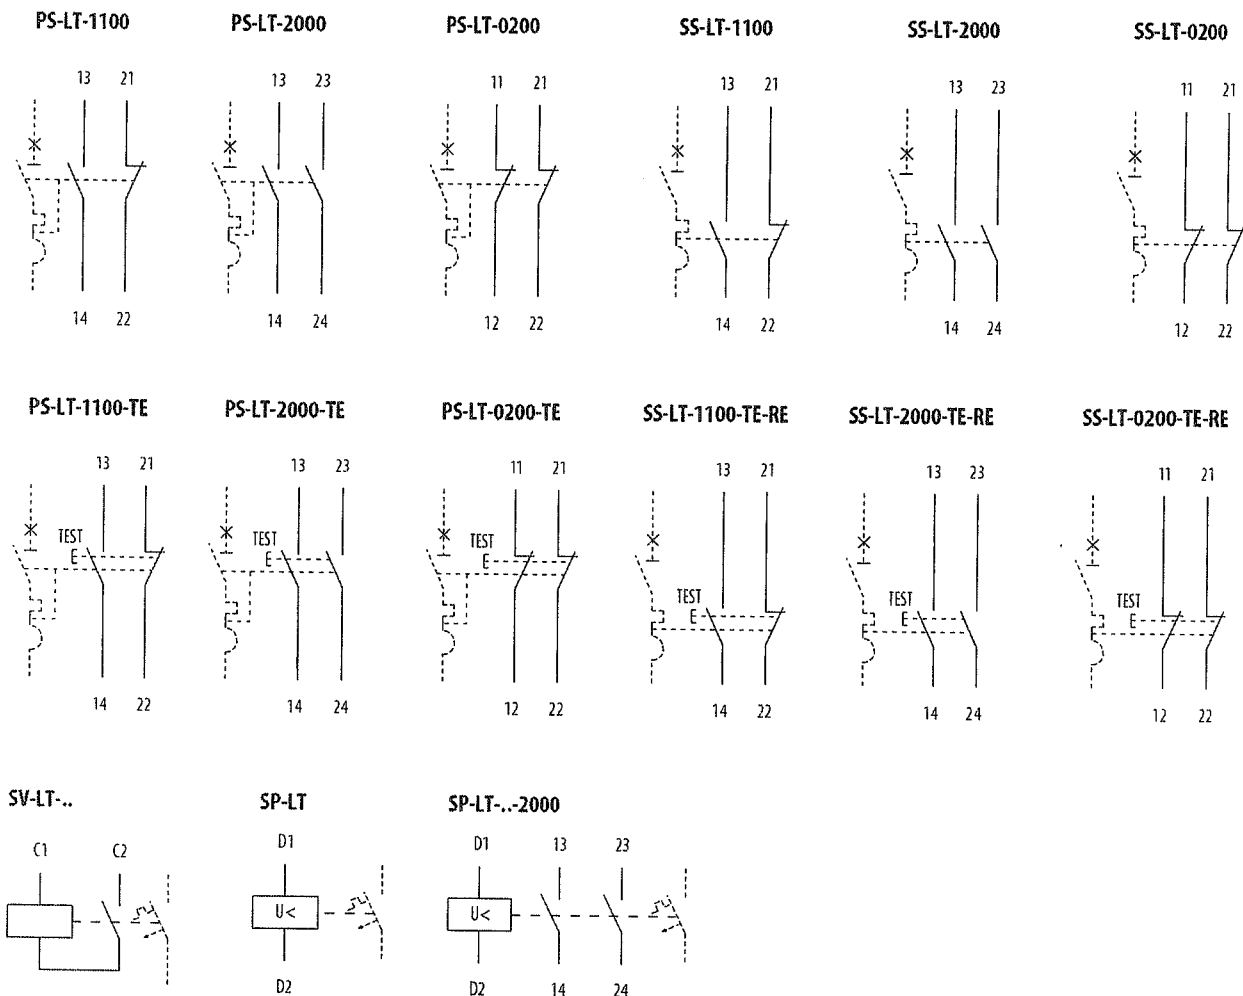 PS-LT-1100 PS-LT-2000 PS-LT-0200 SS-LT-1100 SS-LT-2000 SS-LT-0200
13 21 13 23 11 21 13 21 13 23 11 21
14 22 14 24 12 22 14 22 14 24 12 22
PS-LT-1100-TE PS-LT-2000-TE PS-LT-0200-TE SS-LT-1100-TE-RE SS-LT-2000-TE-RE SS-LT-0200-TE-RE
13 21 13 23 11 21 13 21 13 23 11 21
TEST TEST TEST TEST TEST TEST
14 22 14 24 12 22 14 22 14 24 12 22
SV-LT-.. SP-LT SP-LT-..-2000
C1 C2 D1 D1 13 23
U< U<
D2 D2 14 24